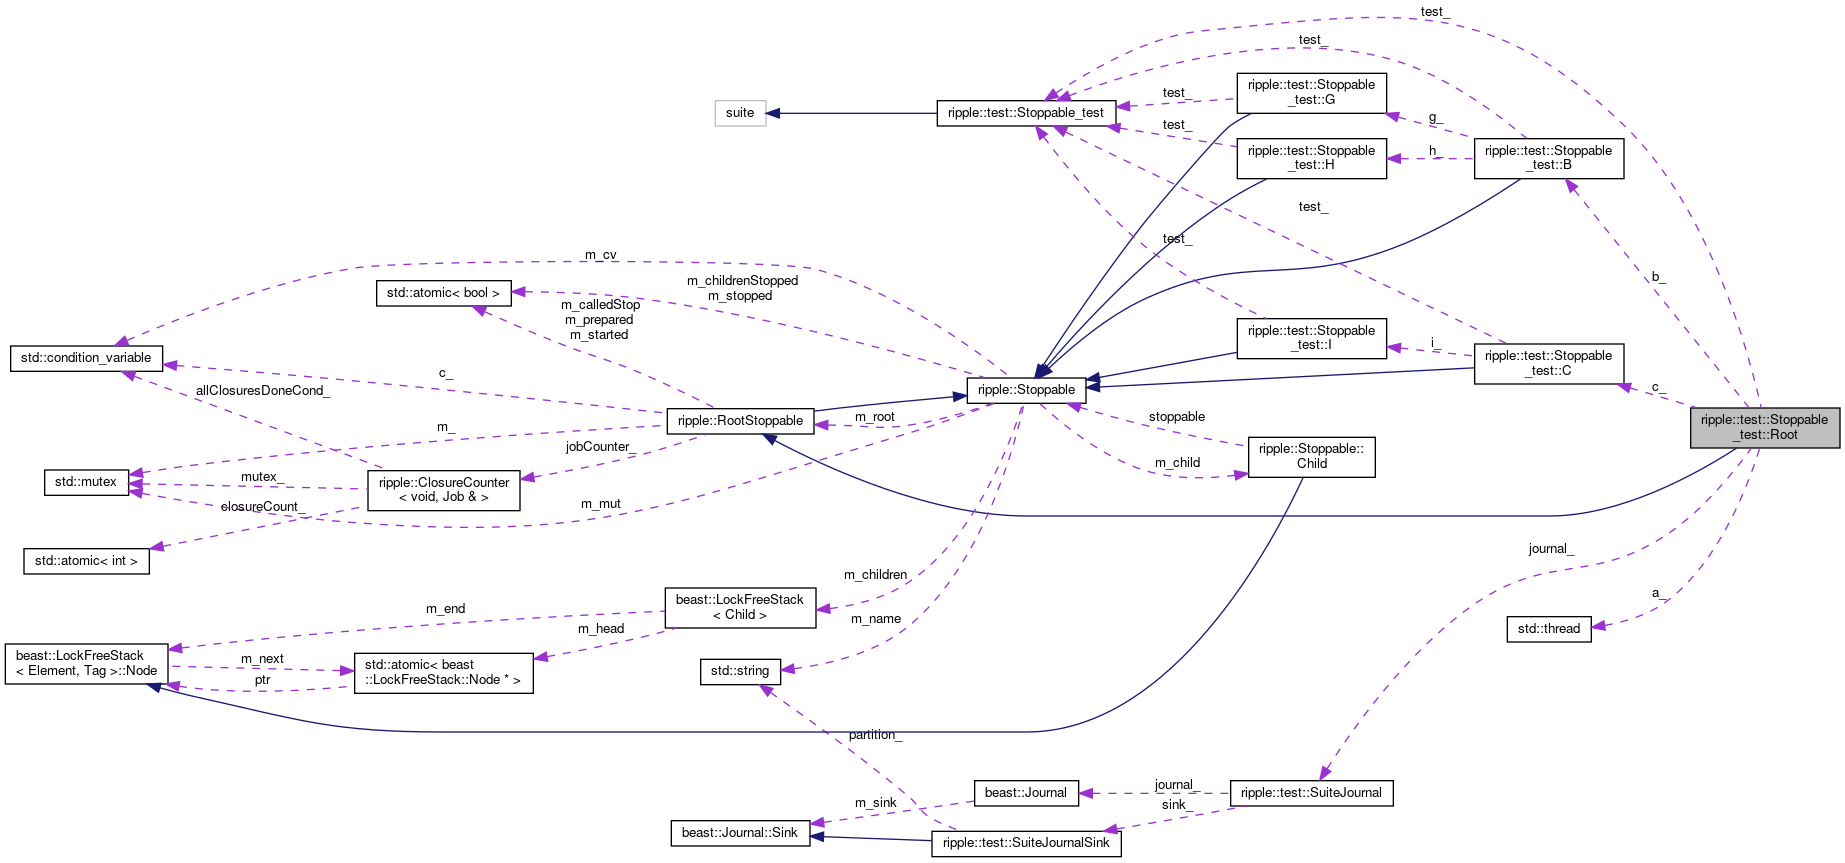 test_
test_
ripple::test::Stoppable
_test::G
test_
suite
ripple::test::Stoppable_test
g_
test_
ripple::test::Stoppable
_test::H
h_
ripple::test::Stoppable
_test::B
test_
test_
m_cv
b_
m_childrenStopped
m_stopped
std::atomic< bool >
m_calledStop
m_prepared
m_started
ripple::test::Stoppable
_test::I
i_
ripple::test::Stoppable
_test::C
std::condition_variable
c_
allClosuresDoneCond_
ripple::Stoppable
c_
ripple::RootStoppable
m_root
stoppable
ripple::test::Stoppable
_test::Root
m_
jobCounter_
ripple::Stoppable::
Child
m_child
std::mutex
mutex_
ripple::ClosureCounter
< void, Job & >
closureCount_
m_mut
std::atomic< int >
journal_
m_children
a_
beast::LockFreeStack
< Child >
m_end
m_head
m_name
std::thread
beast::LockFreeStack
< Element, Tag >::Node
m_next
ptr
std::atomic< beast
::LockFreeStack::Node * >
std::string
partition_
beast::Journal
journal_
ripple::test::SuiteJournal
m_sink
sink_
beast::Journal::Sink
ripple::test::SuiteJournalSink